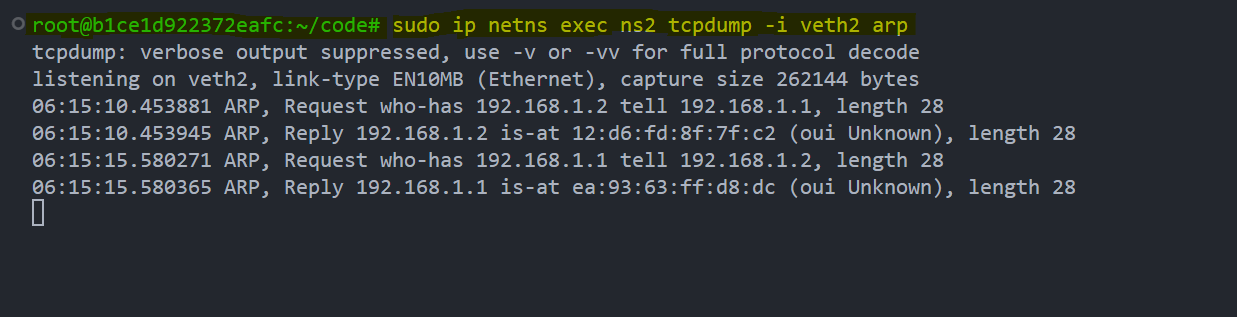 root@b1ce1d922372eafc:~/code# sudo ip netns exec ns2 tcpdump -i veth2 arp
tcpdump: verbose output suppressed, use -v or -vv for full protocol decode
listening on veth2, link-type EN10MB (Ethernet), capture size 262144 bytes
06:15:10.453881 ARP, Request who-has 192.168.1.2 tell 192.168.1.1, length 28
06:15:10.453945 ARP, Reply 192.168.1.2 is-at 12:d6:fd:8f:7f:c2 (oui Unknown), length 28
06:15:15.580271 ARP, Request who-has 192.168.1.1 tell 192.168.1.2, length 28
06:15:15.580365 ARP, Reply 192.168.1.1 is-at ea:93:63:ff:d8:dc (oui Unknown), length 28